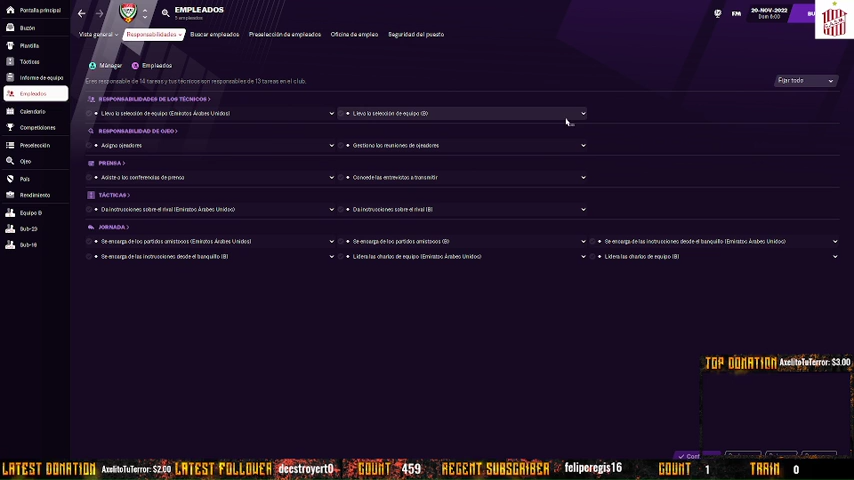 Portalla principal
EMPLEADOS
5 empleados
FM
20-NOV-2022
Dom 8:00
BU
Buzón
Vista general
Responsabilidades
Buscar empleados
Preselección de empleados
Oficina de empleo
Seguridad del puesto
Plantilla
Tácticas
Mánager
Empleados
Informe de equipo
Eres responsable de 14 tareas y tus técnicos son responsables de 13 tareas en el club.
Fijar todo
Empleados
RESPONSABILIDADES DE LOS TÉCNICOS >
Calendario
Lleva la selección de equipo (Emiratos Árabes Unidos)
Lleva la selección de equipo (B)
Competiciones
RESPONSABILIDAD DE OJEO >
Preselección
Asigna ojeadores
Gestiona las reuniones de ojeadores
Ojeo
PRENSA >
País
Asiste a las conferencias de prensa
Concede las entrevistas a transmitir
Rendimiento
TÁCTICAS >
Equipo B
Da instrucciones sobre el rival (Emiratos Árabes Unidos)
Da instrucciones sobre el rival (B)
Sub-23
JORNADA >
Sub-18
Se encarga de los partidos amistosos (Emiratos Árabes Unidos)
Se encarga de los partidos amistosos (B)
Se encarga de las instrucciones desde el banquillo (Emiratos Árabes Unidos)
Se encarga de las instrucciones desde el banquillo (B)
Lidera las charlas de equipo (Emiratos Árabes Unidos)
Lidera las charlas de equipo (B)
TOP DONATION AxelitoTuTerror: $3.00
Conf
LATEST DONATION AxelitoTuTerror: $2.00 LATEST FOLLOWER deestroyert0 COUNT 459 RECENT SUBSCRIBER feliperegis16 COUNT 1 TRAIN 0